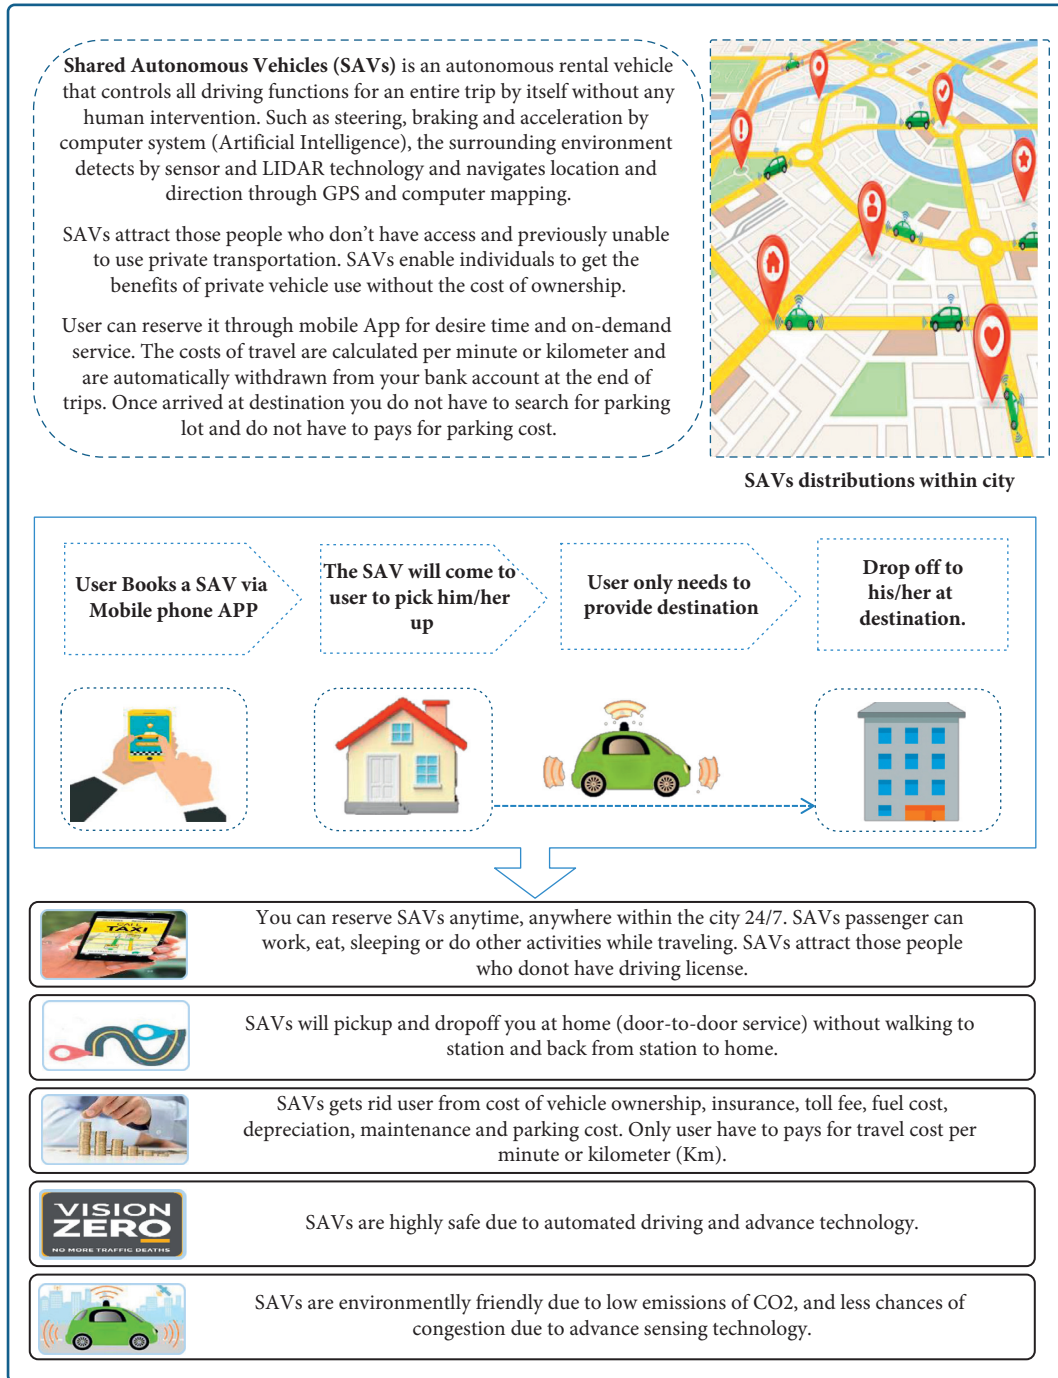 Shared Autonomous Vehicles (SAVs) is an autonomous rental vehicle
that controls all driving functions for an entire trip by itself without any
human intervention. Such as steering, braking and acceleration by
computer system (Artificial Intelligence), the surrounding environment
detects by sensor and LIDAR technology and navigates location and
direction through GPS and computer mapping.
SAVs attract those people who don't have access and previously unable
to use private transportation. SAVs enable individuals to get the
benefits of private vehicle use without the cost of ownership.
User can reserve it through mobile App for desire time and on-demand
service. The costs of travel are calculated per minute or kilometer and
are automatically withdrawn from your bank account at the end of
trips. Once arrived at destination you do not have to search for parking
lot and do not have to pays for parking cost.
SAVs distributions within city
User Books a SAV via
Mobile phone APP
The SAV will come to
user to pick him/her
up
User only needs to
provide destination
Drop off to
his/her at
destination.
CALL
TAXI
You can reserve SAVs anytime, anywhere within the city 24/7. SAVs passenger can
work, eat, sleeping or do other activities while traveling. SAVs attract those people
who donot have driving license.
SAVs will pickup and dropoff you at home (door-to-door service) without walking to
station and back from station to home.
SAVs gets rid user from cost of vehicle ownership, insurance, toll fee, fuel cost,
depreciation, maintenance and parking cost. Only user have to pays for travel cost per
minute or kilometer (Km).
VISION
ZERO
NO MORE TRAFFIC DEATHS
SAVs are highly safe due to automated driving and advance technology.
SAVs are environmentlly friendly due to low emissions of CO2, and less chances of
congestion due to advance sensing technology.